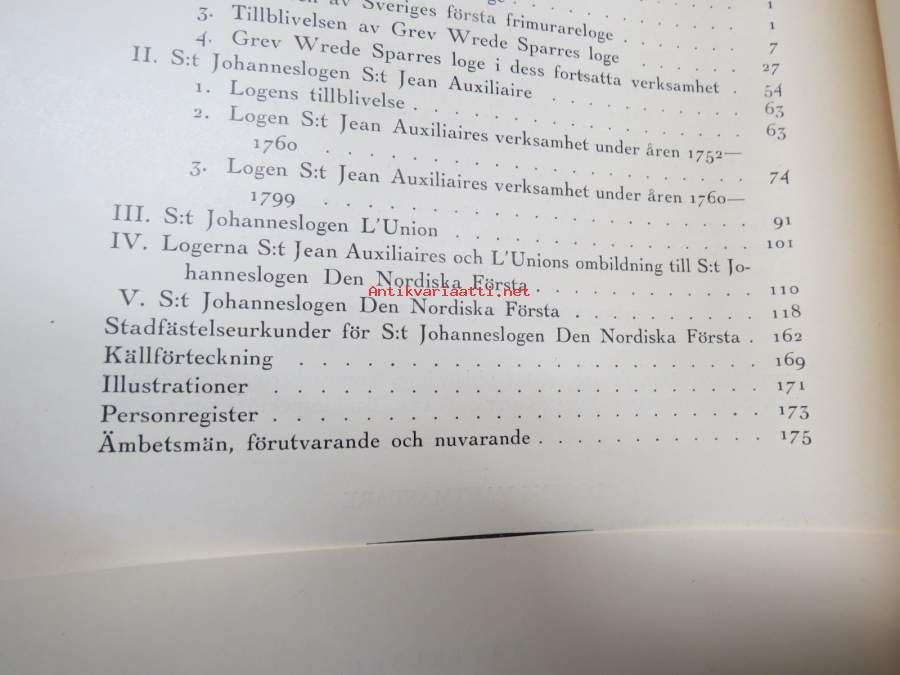 av Sveriges första frimurareloge . . . . . . . 1
3. Tillblivelsen av Grev Wrede Sparres loge . . . . . . 7
4. Grev Wrede Sparres loge i dess fortsatta verksamhet . 27
II. S:t Johanneslogen S:t Jean Auxiliaire . . . . . . . . 54
1. Logens tillblivelse . . . . . . . . . . . . . 63
2. Logen S:t Jean Auxiliaires verksamhet under åren 1752— 63
1760 . . . . . . . . . . . . . . . . 74
3. Logen S:t Jean Auxiliaires verksamhet under åren 1760—
1799 . . . . . . . . . . . . . . . . 91
III. S:t Johanneslogen L'Union . . . . . . . . . . . . 101
IV. Logerna S:t Jean Auxiliaires och L'Unions ombildning till S:t Jo-
hanneslogen Den Nordiska Första . . . . . . . . . 110
Antikvariaatti.net
V. S:t Johanneslogen Den Nordiska Första . . . . . . . . 118
Stadfästelseurkunder för S:t Johanneslogen Den Nordiska Första . 162
Källförteckning . . . . . . . . . . . . . . . . . 169
Illustrationer . . . . . . . . . . . . . . . . . . 171
Personregister . . . . . . . . . . . . . . . . . . 173
Ämbetsmän, förutvarande och nuvarande . . . . . . . . . 175